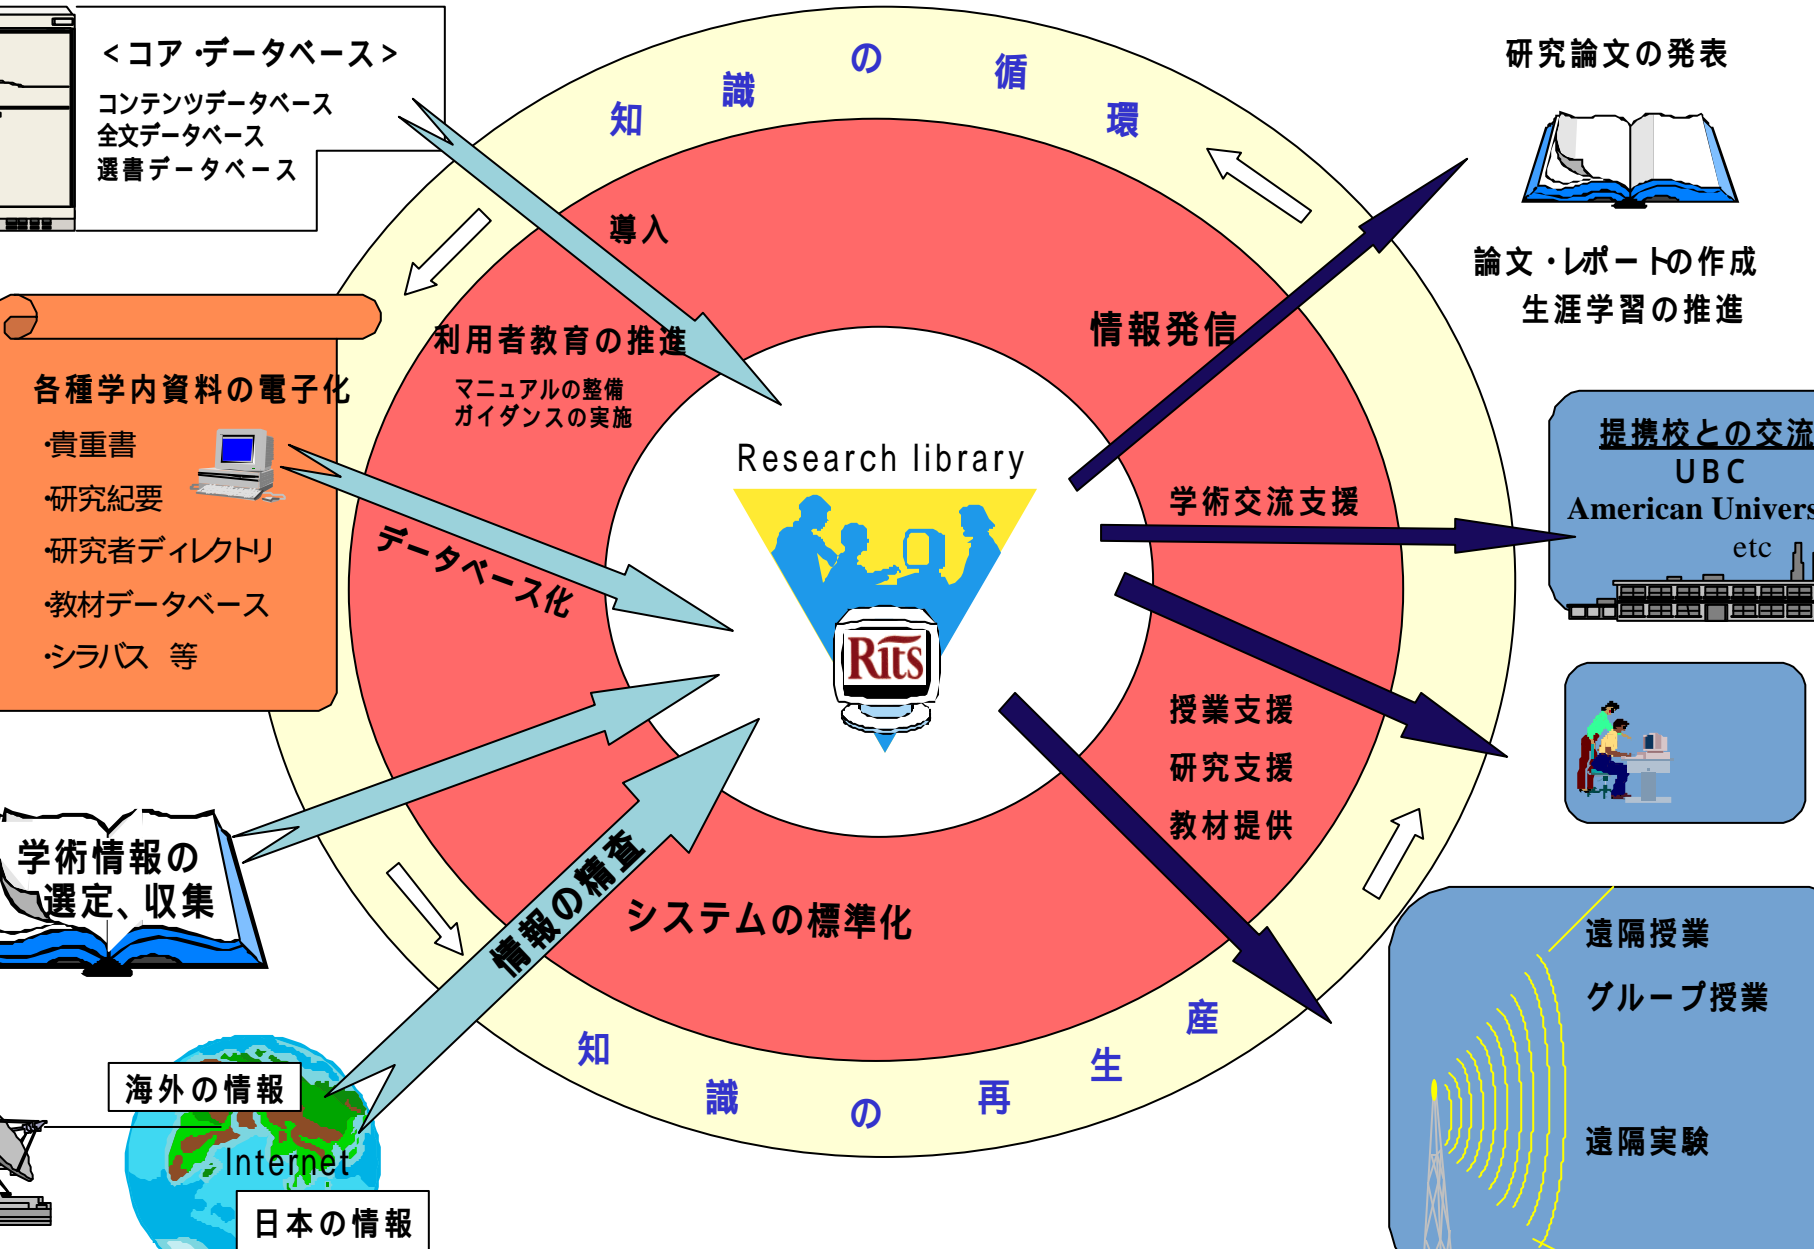 <コア・データベース>
コンテンツデータベース
全文データベース
選書データベース
知識の循環
研究論文の発表
論文・レポートの作成
生涯学習の推進
導入
利用者教育の推進
マニュアルの整備
ガイダンスの実施
情報発信
各種学内資料の電子化
・貴重書
・研究紀要
・研究者ディレクトリ
・教材データベース
・シラバス 等
データベース化
Research library
Rits
学術交流支援
提携校との交流
UBC
American Univers
etc
授業支援
研究支援
教材提供
学術情報の
選定、収集
情報の精査
システムの標準化
知識の再生産
遠隔授業
グループ授業
遠隔実験
海外の情報
Internet
日本の情報